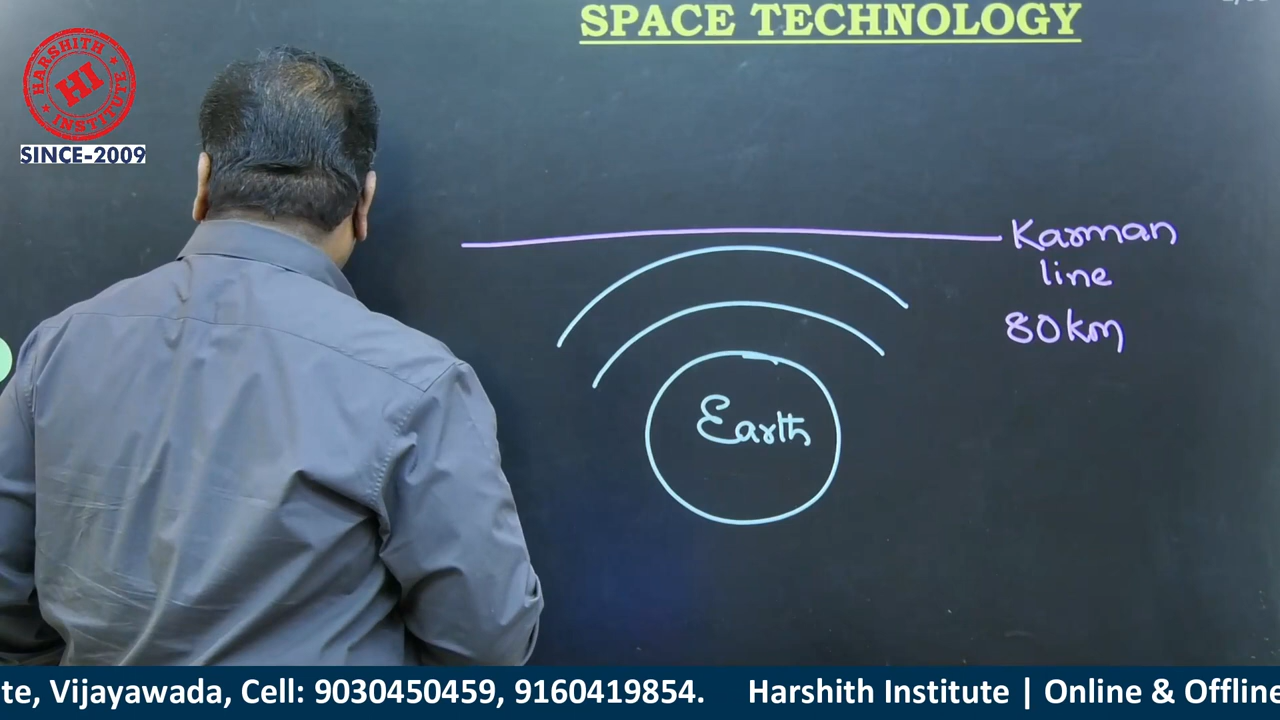 SPACE TECHNOLOGY
HARSHITH
HI
INSTITUTE
SINCE-2009
Karman
line
80km
Earth
te, Vijayawada, Cell: 9030450459, 9160419854. Harshith Institute | Online & Offline